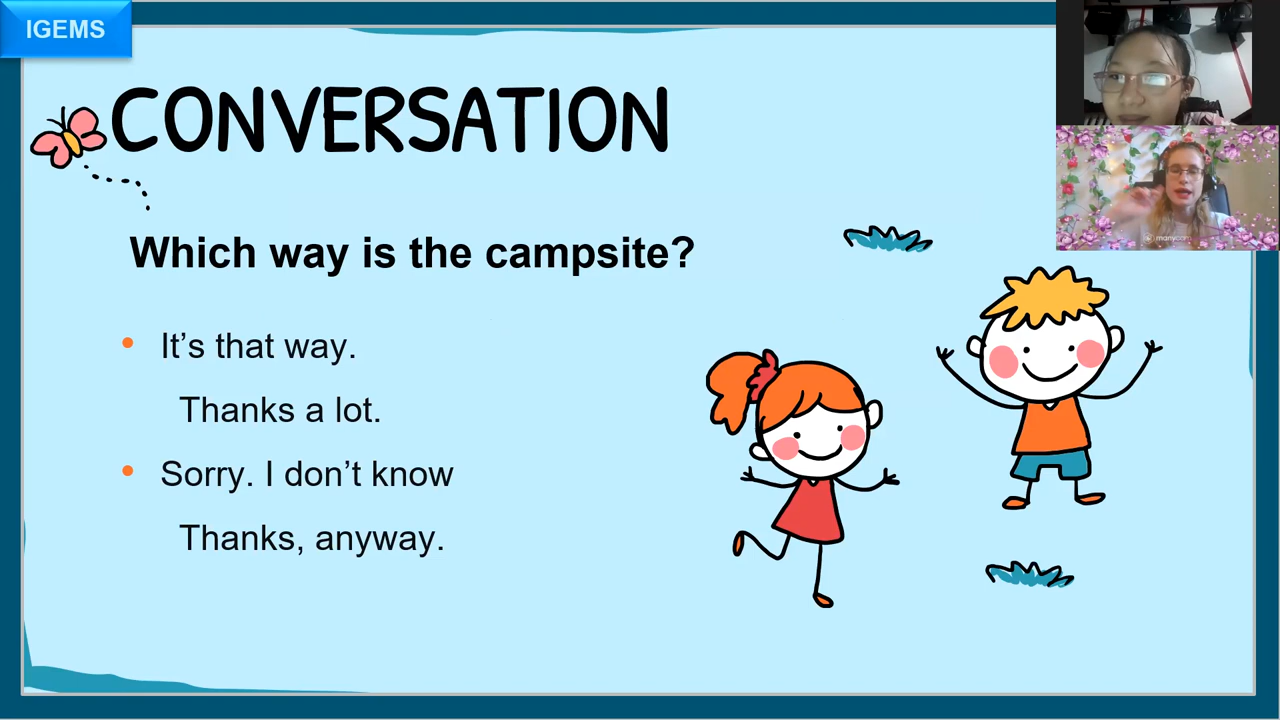 IGEMS
CONVERSATION
Which way is the campsite?
It's that way.
Thanks a lot.
Sorry. I don't know
Thanks, anyway.